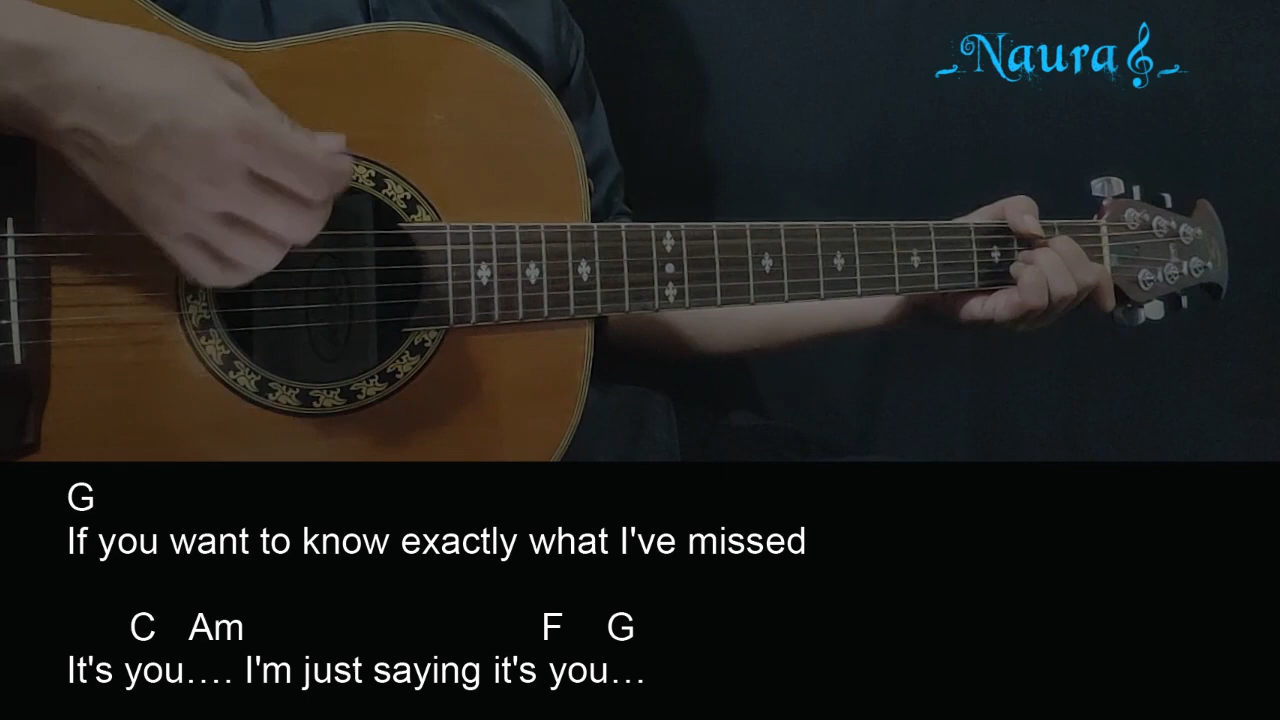 Naura
G
If you want to know exactly what I've missed
C Am F G
It's you.... I'm just saying it's you...